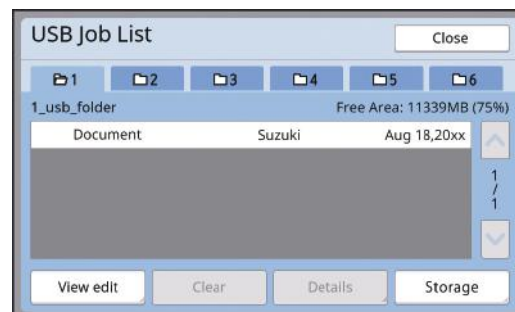 USB Job List
Close
1 2 3 4 5 6
1_usb_folder Free Area: 11339MB (75%)
Document Suzuki Aug 18,20xx
1
/
1
View edit Clear Details Storage